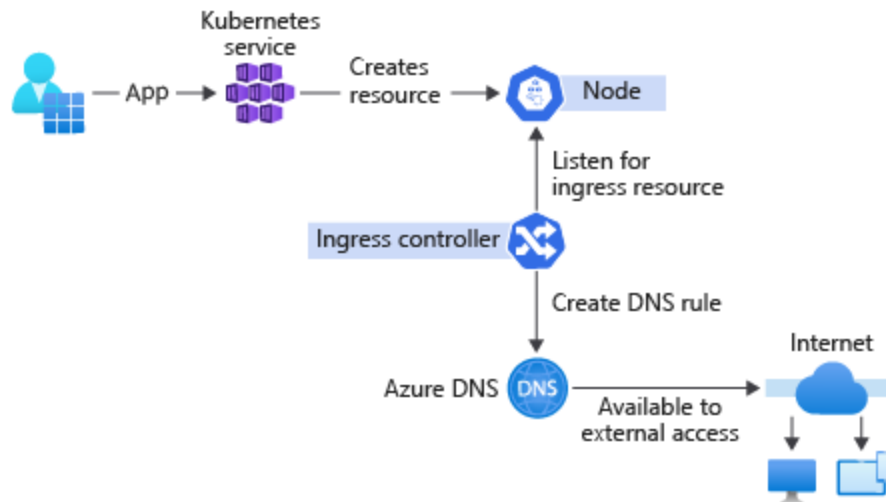 Kubernetes
service
App
Creates
resource
Node
Listen for
ingress resource
Ingress controller
Create DNS rule
Internet
Azure DNS
DNS
Available to
external access